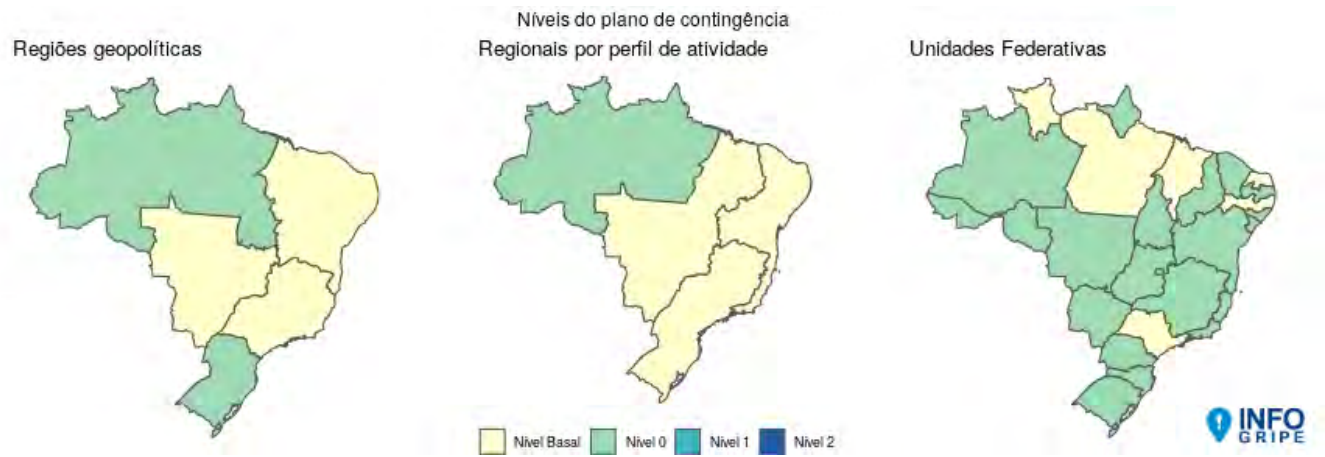 Níveis do plano de contingência
Regiões geopolíticas
Regionais por perfil de atividade
Unidades Federativas
Nível Basal
Nível 0
Nível 1
Nível 2
INFO
GRIPE